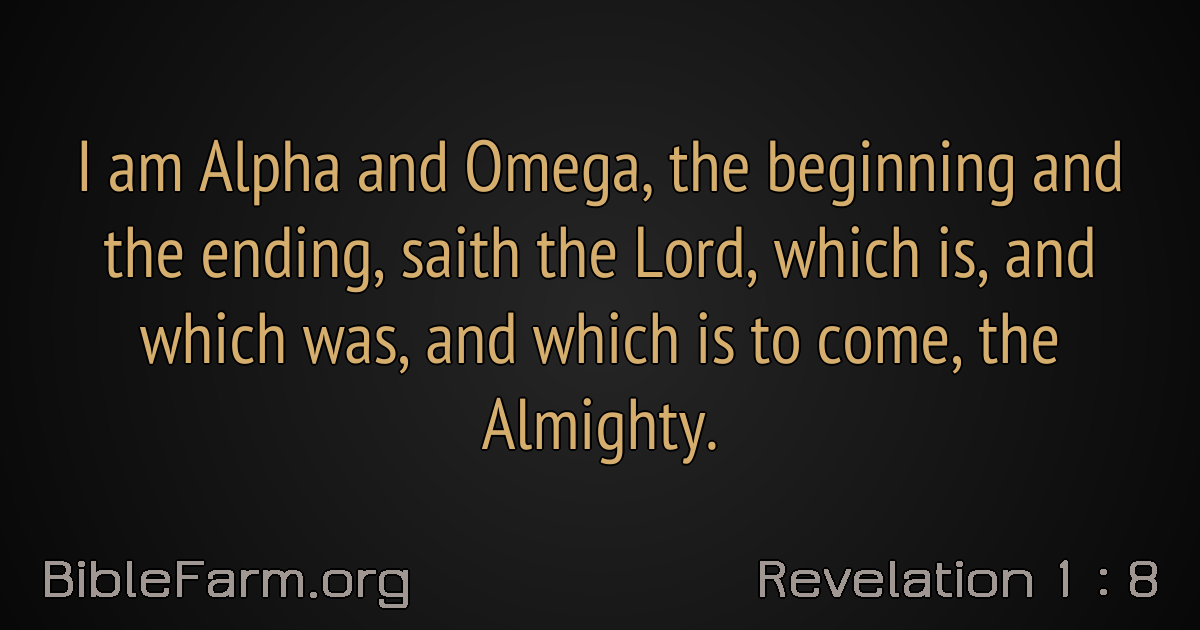 I am Alpha and Omega, the beginning and
the ending, saith the Lord, which is, and
which was, and which is to come, the
Almighty.
BibleFarm.org
Revelation 1 : 8